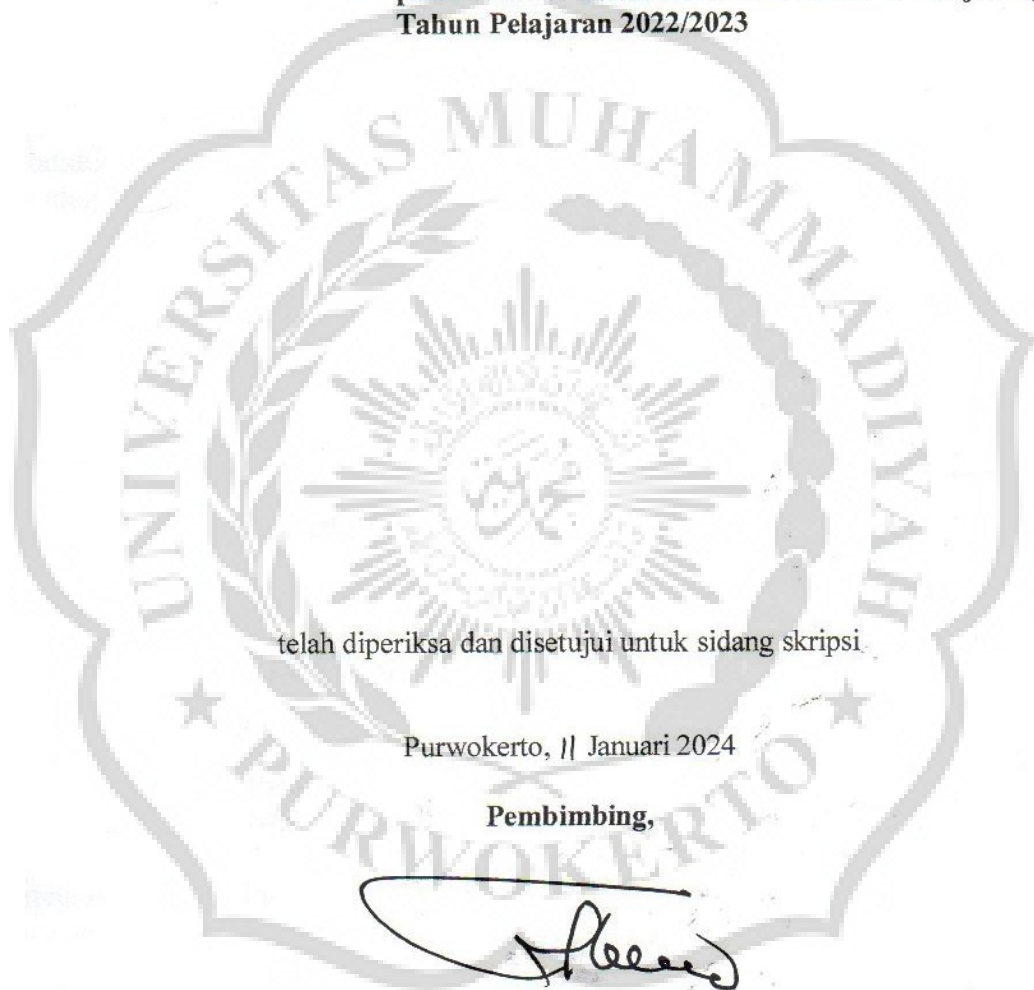 Tahun Pelajaran 2022/2023
UNIVERSITAS MUHAMMADIYAH
telah diperiksa dan disetujui untuk sidang skripsi
Purwokerto, 11 Januari 2024
Pembimbing,
PURWOKERTO